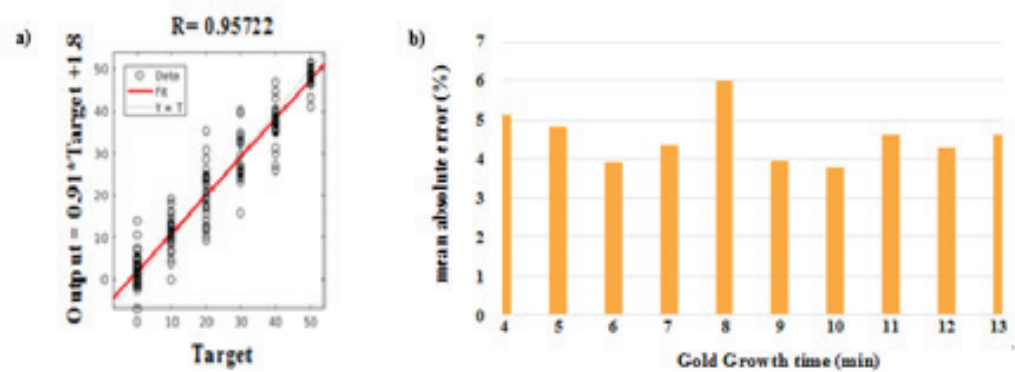 a)
R= 0.95722
Output = 0.91*Target +1.8
50
40
30
20
10
0
Data
Fit
Y = T
0 10 20 30 40 50
Target
b)
mean absolute error (%)
7
6
5
4
3
2
1
0
4 5 6 7 8 9 10 11 12 13
Gold Growth time (min)